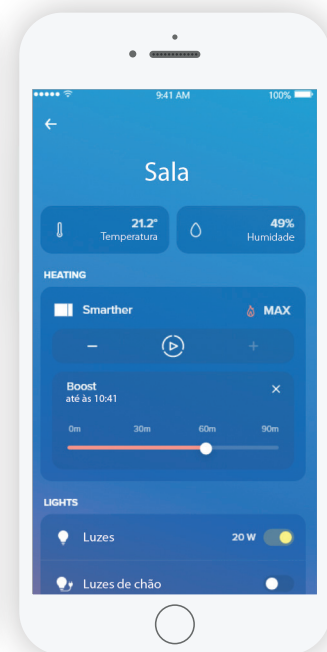 9:41 AM
100%
Sala
21.2°
Temperatura
49%
Humidade
HEATING
Smarther
MAX
Boost
até às 10:41
0m 30m 60m 90m
LIGHTS
Luzes
20 W
Luzes de chão